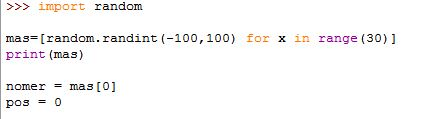 >>> import random
mas=[random.randint(-100,100) for x in range(30)]
print(mas)
nomer = mas[0]
pos = 0